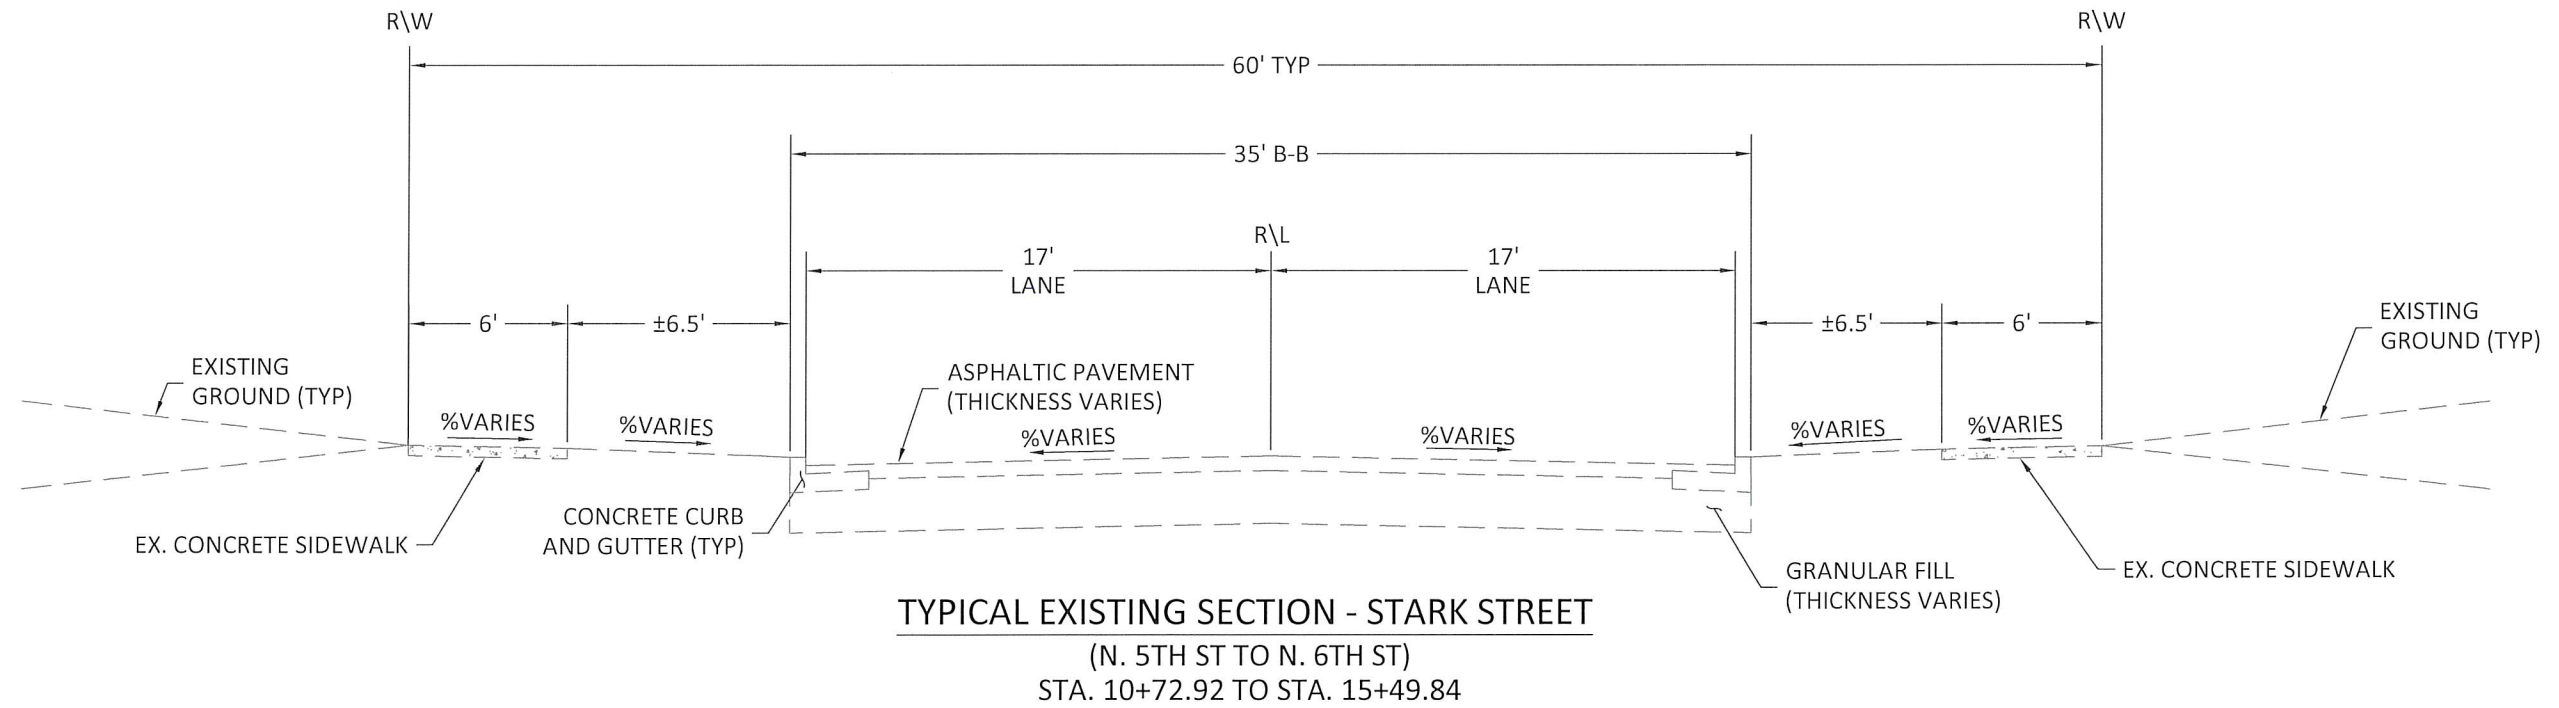 R\W
R\W
60' TYP
35' B-B
R\L
17'
LANE
17'
LANE
6'
±6.5'
±6.5'
6'
EXISTING
GROUND (TYP)
EXISTING
GROUND (TYP)
ASPHALTIC PAVEMENT
(THICKNESS VARIES)
%VARIES
%VARIES
%VARIES
%VARIES
%VARIES
%VARIES
CONCRETE CURB
AND GUTTER (TYP)
EX. CONCRETE SIDEWALK
GRANULAR FILL
(THICKNESS VARIES)
EX. CONCRETE SIDEWALK
TYPICAL EXISTING SECTION - STARK STREET
(N. 5TH ST TO N. 6TH ST)
STA. 10+72.92 TO STA. 15+49.84